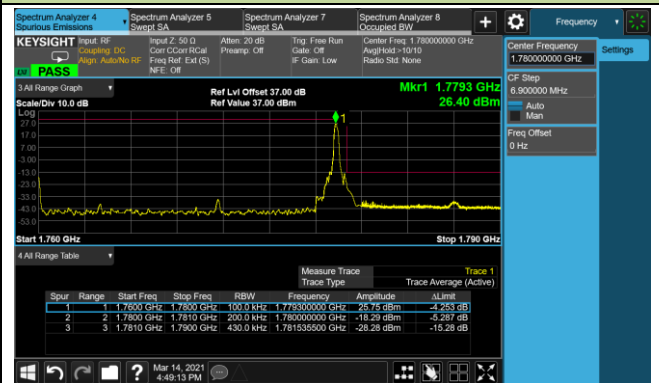 Spectrum Analyzer 4
Spurious Emissions
Spectrum Analyzer 5
Swept SA
Spectrum Analyzer 7
Swept SA
Spectrum Analyzer 8
Occupied BW
+
Frequency
KEYSIGHT
Input: RF
Coupling: DC
Align: Auto/No RF
Input Z: 50 Ω
Corr CCorr RCal
Freq Ref: Ext (S)
NFE: Off
Atten: 20 dB
Preamp: Off
Trig: Free Run
Gate: Off
IF Gain: Low
Center Freq: 1.780000000 GHz
Avg|Hold:>10/10
Radio Std: None
PASS
Center Frequency
1.780000000 GHz
Settings
CF Step
6.900000 MHz
Auto
Man
Freq Offset
0 Hz
3 All Range Graph
Ref Lvl Offset 37.00 dB
Mkr1 1.7793 GHz
Scale/Div 10.0 dB
Ref Value 37.00 dBm
26.40 dBm
Log
27.0
17.0
7.00
-3.00
-13.0
-23.0
-33.0
-43.0
-53.0
1
Start 1.760 GHz
Stop 1.790 GHz
4 All Range Table
Measure Trace Trace 1
Trace Type Trace Average (Active)
Spur Range Start Freq Stop Freq RBW Frequency Amplitude ΔLimit
1 1 1.7600 GHz 1.7800 GHz 100.0 kHz 1.779300000 GHz 25.75 dBm -4.253 dB
2 2 1.7800 GHz 1.7810 GHz 200.0 kHz 1.780000000 GHz -18.29 dBm -5.287 dB
3 3 1.7810 GHz 1.7900 GHz 430.0 kHz 1.781535500 GHz -28.28 dBm -15.28 dB
?
Mar 14, 2021
4:49:13 PM